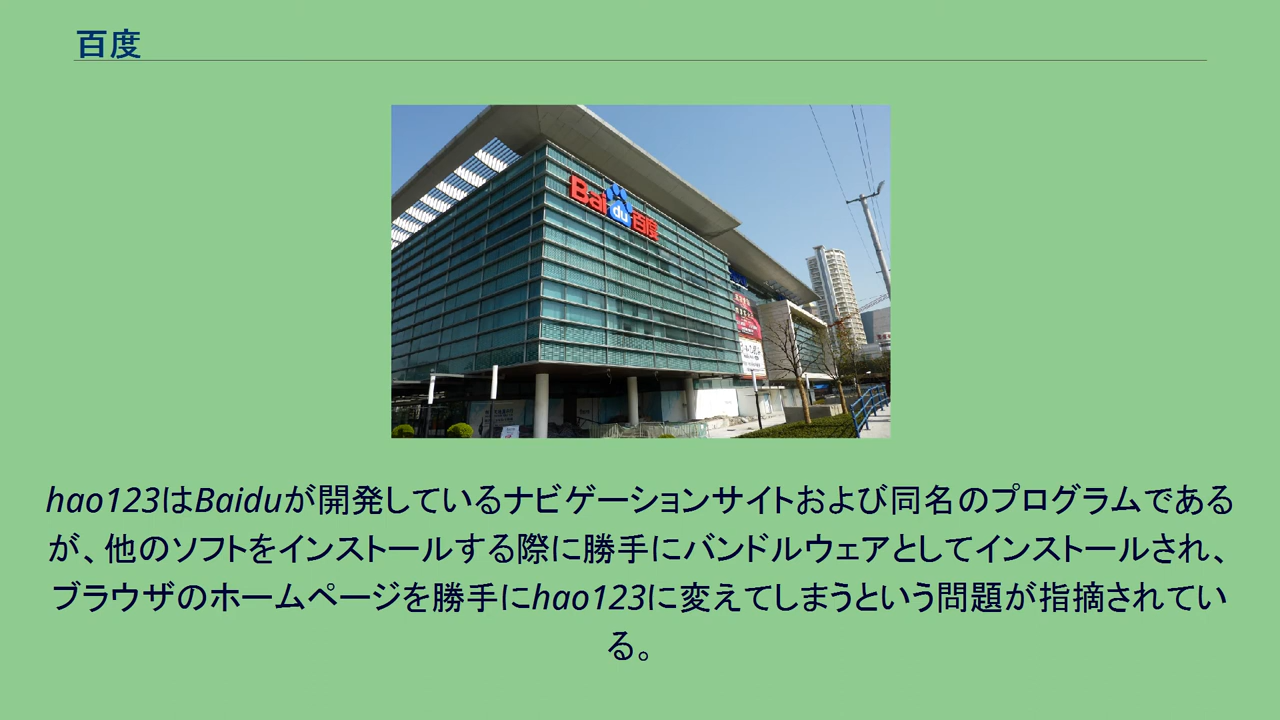 百度
Bai du 百度
hao123はBaiduが開発しているナビゲーションサイトおよび同名のプログラムである
が、他のソフトをインストールする際に勝手にバンドルウェアとしてインストールされ、
ブラウザのホームページを勝手にhao123に変えてしまうという問題が指摘されてい
る。